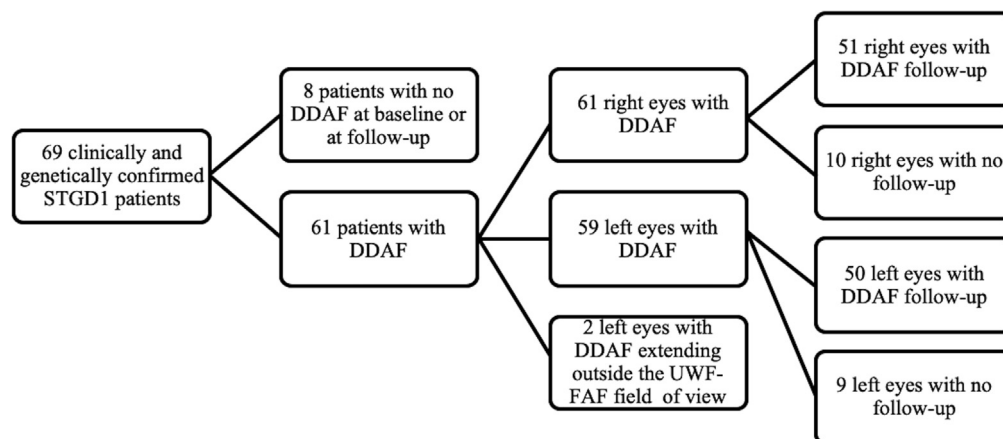 69 clinically and
genetically confirmed
STGD1 patients
8 patients with no
DDAF at baseline or
at follow-up
61 patients with
DDAF
61 right eyes with
DDAF
59 left eyes with
DDAF
2 left eyes with
DDAF extending
outside the UWF-
FAF field of view
51 right eyes with
DDAF follow-up
10 right eyes with no
follow-up
50 left eyes with
DDAF follow-up
9 left eyes with no
follow-up